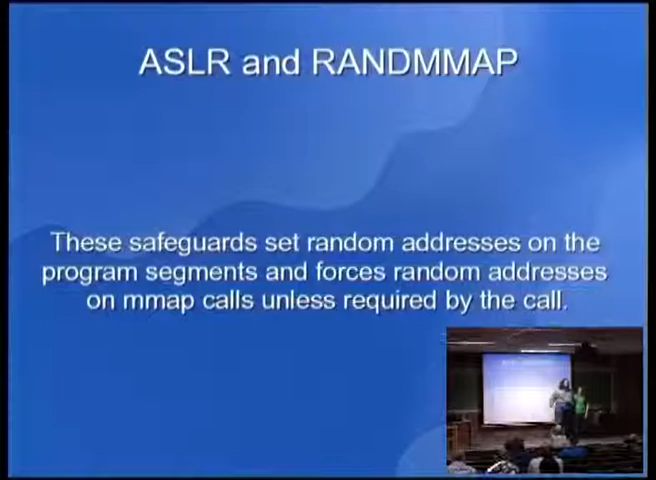 ASLR and RANDMMAP
These safeguards set random addresses on the
program segments and forces random addresses
on mmap calls unless required by the call.